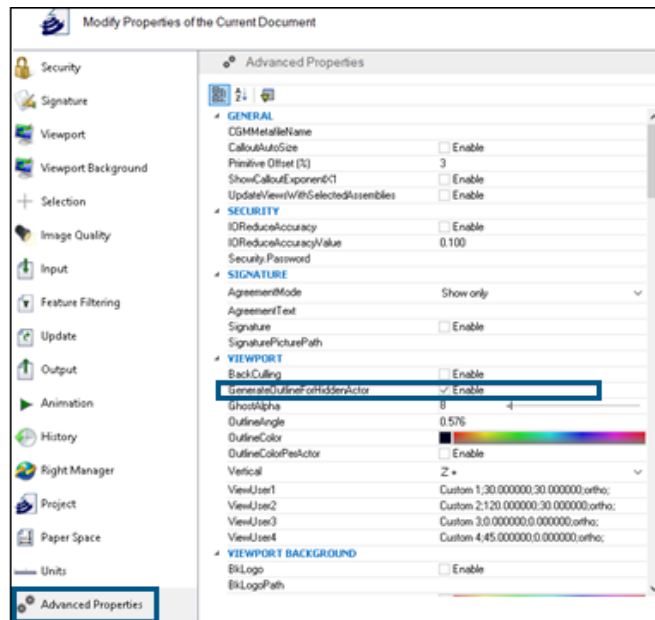 Modify Properties of the Current Document
Security
Signature
Viewport
Viewport Background
Selection
Image Quality
Input
Feature Filtering
Update
Output
Animation
History
Right Manager
Project
Paper Space
Units
Advanced Properties
Advanced Properties
GENERAL
CGMMetafileName
CalloutAutoSize Enable
Primitive Offset (%) 3
ShowCalloutExponentX1 Enable
UpdateViewsWithSelectedAssemblies Enable
SECURITY
IOReduceAccuracy Enable
IOReduceAccuracyValue 0.100
Security.Password
SIGNATURE
AgreementMode Show only
AgreementText
Signature Enable
SignaturePicturePath
VIEWPORT
BackCulling Enable
GenerateOutlineForHiddenActor Enable
GhostAlpha 8
OutlineAngle 0.576
OutlineColor
OutlineColorPerActor Enable
Vertical Z +
ViewUser1 Custom 1;30.000000;30.000000;ortho;
ViewUser2 Custom 2;120.000000;30.000000;ortho;
ViewUser3 Custom 3;0.000000;0.000000;ortho;
ViewUser4 Custom 4;45.000000;0.000000;ortho;
VIEWPORT BACKGROUND
BkLogo Enable
BkLogoPath